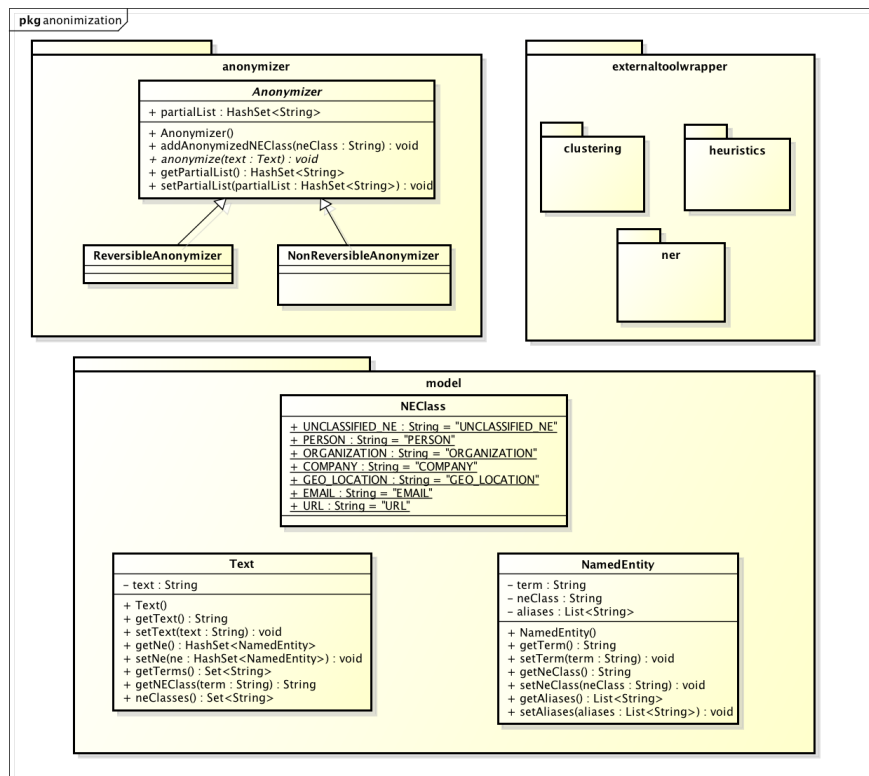 pkg anonimization
anonymizer
Anonymizer
+ partialList : HashSet<String>
+ Anonymizer()
+ addAnonymizedNEClass(neClass : String) : void
+ anonymize(text : Text) : void
+ getPartialList() : HashSet<String>
+ setPartialList(partialList : HashSet<String>) : void
ReversibleAnonymizer
NonReversibleAnonymizer
externaltoolwrapper
clustering
heuristics
ner
model
NEClass
+ UNCLASSIFIED_NE : String = "UNCLASSIFIED_NE"
+ PERSON : String = "PERSON"
+ ORGANIZATION : String = "ORGANIZATION"
+ COMPANY : String = "COMPANY"
+ GEO_LOCATION : String = "GEO_LOCATION"
+ EMAIL : String = "EMAIL"
+ URL : String = "URL"
Text
- text : String
+ Text()
+ getText() : String
+ setText(text : String) : void
+ getNe() : HashSet<NamedEntity>
+ setNe(ne : HashSet<NamedEntity>) : void
+ getTerms() : Set<String>
+ getNEClass(term : String) : String
+ neClasses() : Set<String>
NamedEntity
- term : String
- neClass : String
- aliases : List<String>
+ NamedEntity()
+ getTerm() : String
+ setTerm(term : String) : void
+ getNeClass() : String
+ setNeClass(neClass : String) : void
+ getAliases() : List<String>
+ setAliases(aliases : List<String>) : void